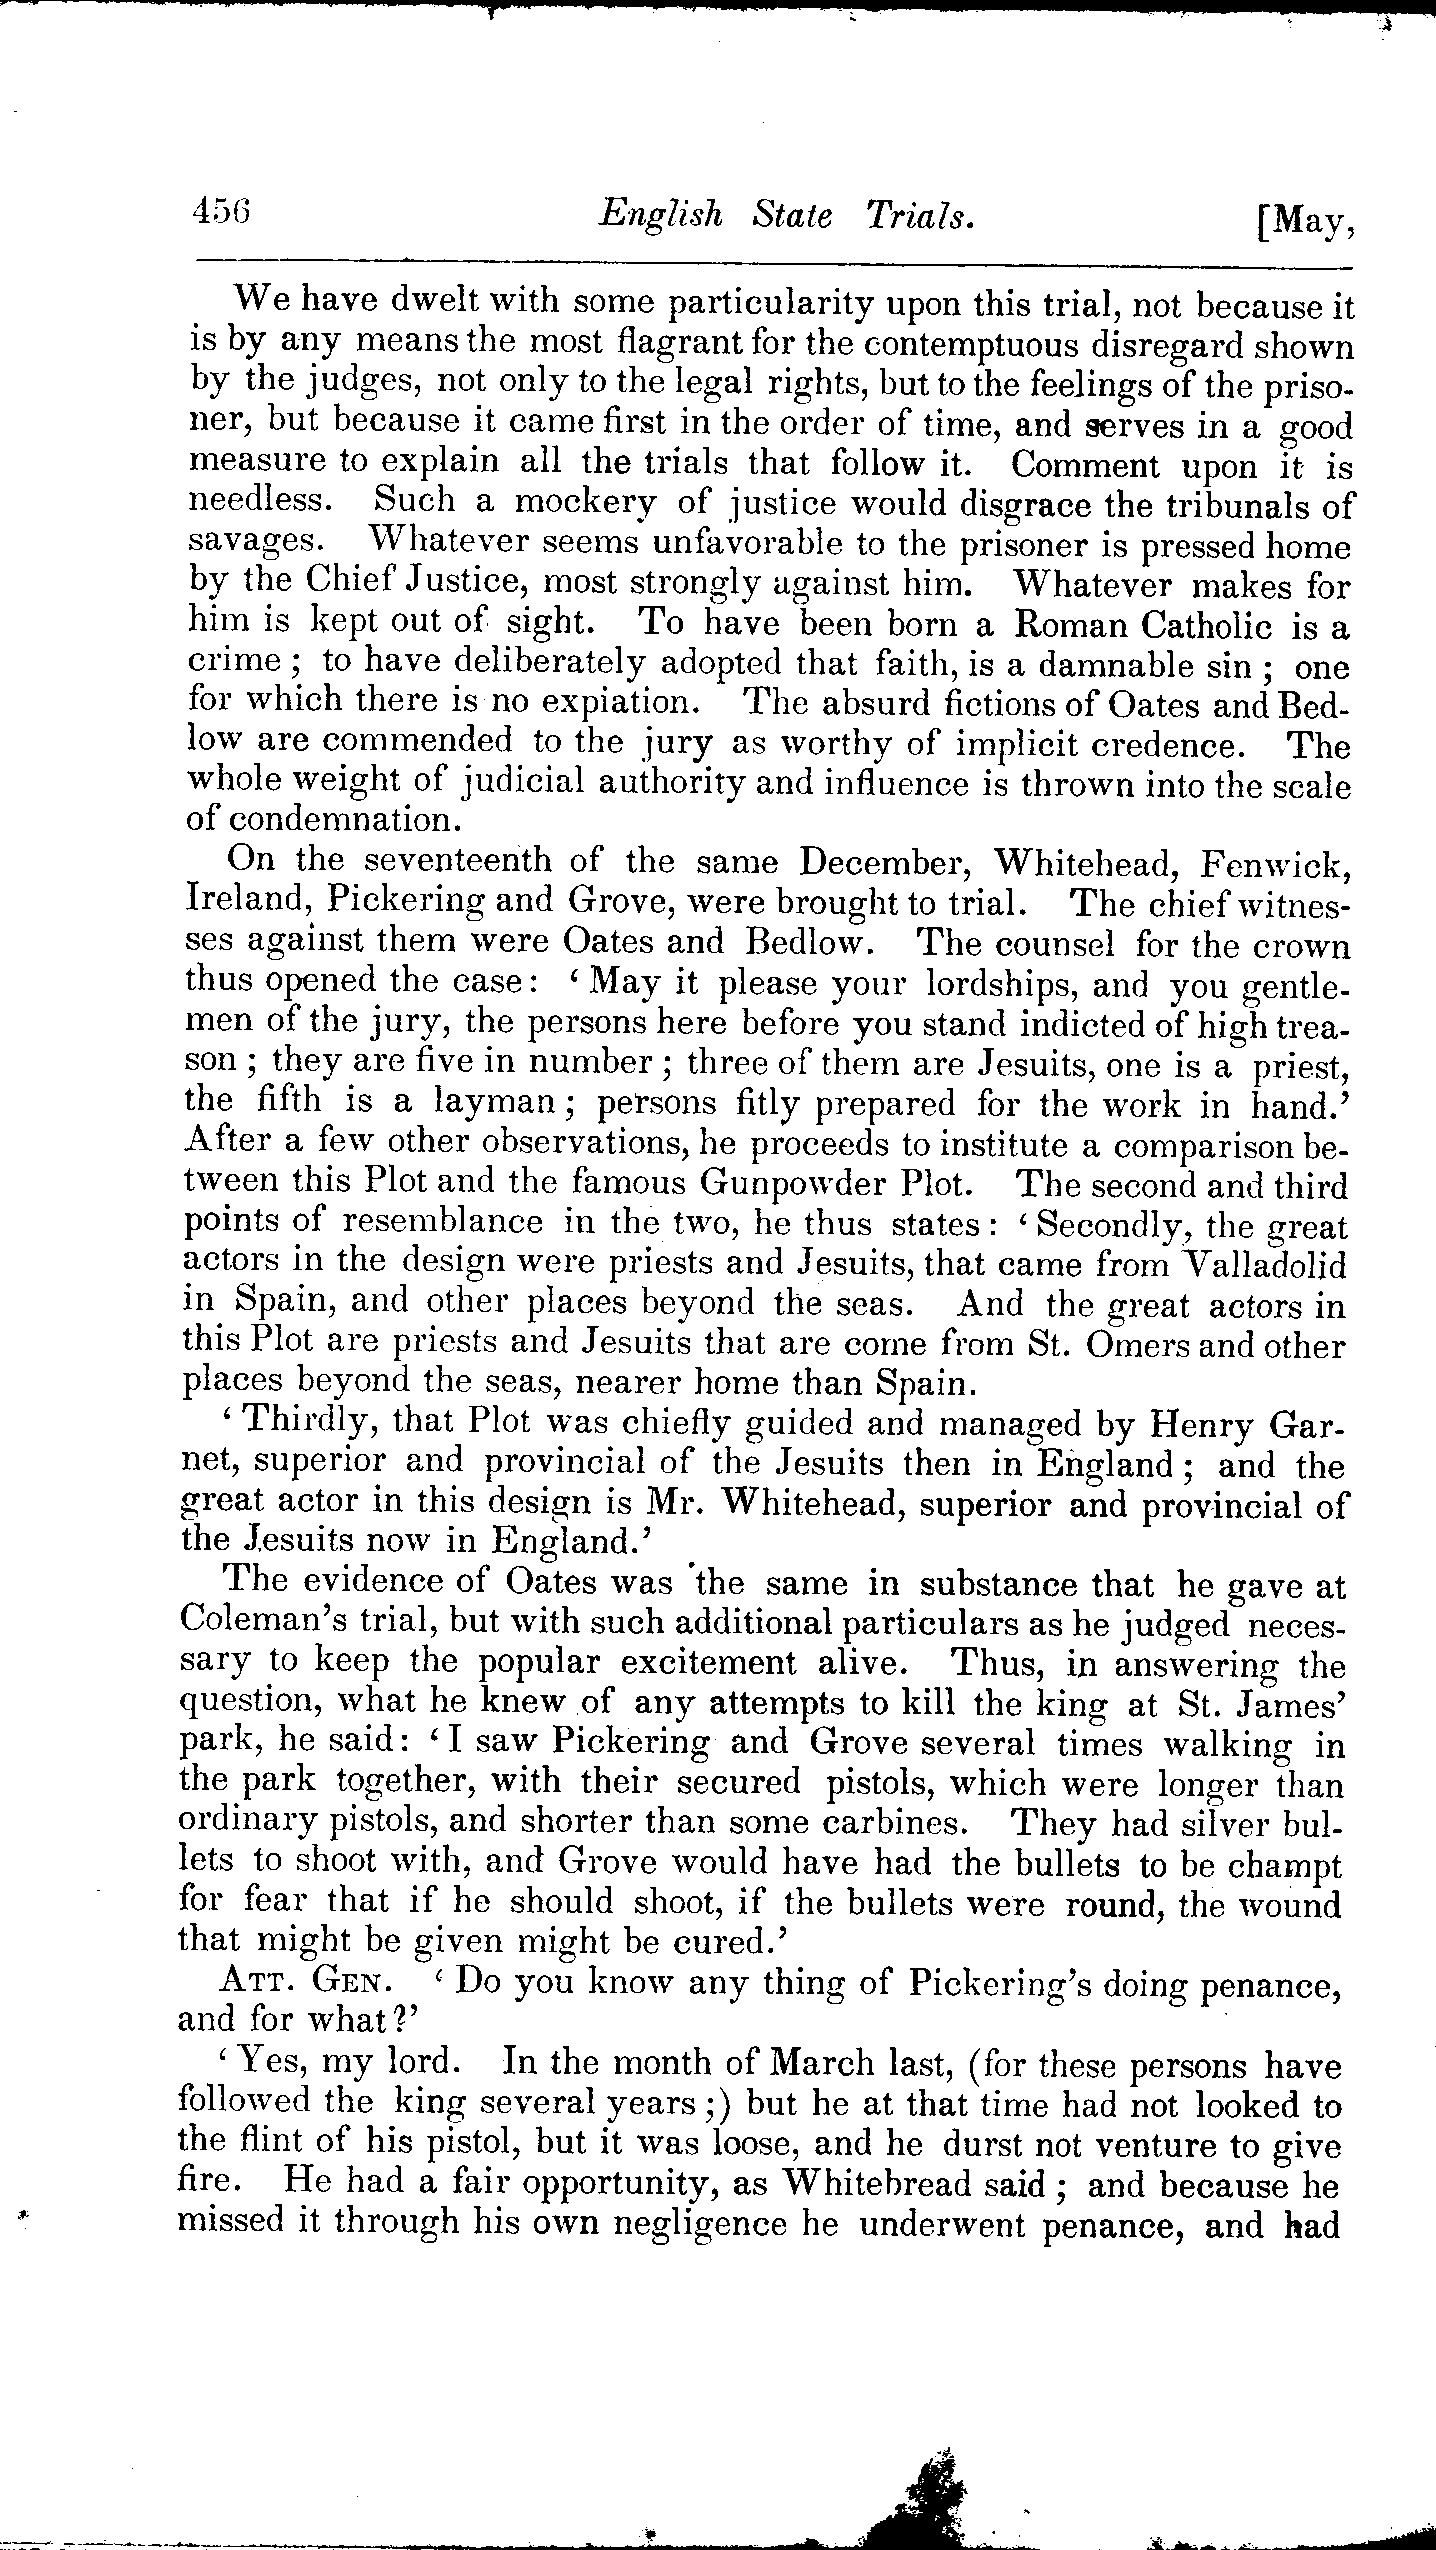 456 English State Trials. [May,
We have dwelt with some particularity upon this trial, not because it
is by any means the most flagrant for the contemptuous disregard shown
by the judges, not only to the legal rights, but to the feelings of the priso-
ner, but because it came first in the order of time, and serves in a good
measure to explain all the trials that follow it. Comment upon it is
needless. Such a mockery of justice would disgrace the tribunals of
savages. Whatever seems unfavorable to the prisoner is pressed home
by the Chief Justice, most strongly against him. Whatever makes for
him is kept out of sight. To have been born a Roman Catholic is a
crime ; to have deliberately adopted that faith, is a damnable sin ; one
for which there is no expiation. The absurd fictions of Oates and Bed-
low are commended to the jury as worthy of implicit credence. The
whole weight of judicial authority and influence is thrown into the scale
of condemnation.
On the seventeenth of the same December, Whitehead, Fenwick,
Ireland, Pickering and Grove, were brought to trial. The chief witnes-
ses against them were Oates and Bedlow. The counsel for the crown
thus opened the case: ‘ May it please your lordships, and you gentle-
men of the jury, the persons here before you stand indicted of high trea-
son ; they are five in number ; three of them are Jesuits, one is a priest,
the fifth is a layman ; persons fitly prepared for the work in hand.’
After a few other observations, he proceeds to institute a comparison be-
tween this Plot and the famous Gunpowder Plot. The second and third
points of resemblance in the two, he thus states : ‘ Secondly, the great
actors in the design were priests and Jesuits, that came from Valladolid
in Spain, and other places beyond the seas. And the great actors in
this Plot are priests and Jesuits that are come from St. Omers and other
places beyond the seas, nearer home than Spain.
‘ Thirdly, that Plot was chiefly guided and managed by Henry Gar-
net, superior and provincial of the Jesuits then in England ; and the
great actor in this design is Mr. Whitehead, superior and provincial of
the Jesuits now in England.’
The evidence of Oates was the same in substance that he gave at
Coleman’s trial, but with such additional particulars as he judged neces-
sary to keep the popular excitement alive. Thus, in answering the
question, what he knew of any attempts to kill the king at St. James’
park, he said: ‘ I saw Pickering and Grove several times walking in
the park together, with their secured pistols, which were longer than
ordinary pistols, and shorter than some carbines. They had silver bul-
lets to shoot with, and Grove would have had the bullets to be champt
for fear that if he should shoot, if the bullets were round, the wound
that might be given might be cured.’
ATT. GEN. ‘ Do you know any thing of Pickering’s doing penance,
and for what ?’
‘ Yes, my lord. In the month of March last, (for these persons have
followed the king several years ;) but he at that time had not looked to
the flint of his pistol, but it was loose, and he durst not venture to give
fire. He had a fair opportunity, as Whitebread said ; and because he
missed it through his own negligence he underwent penance, and had